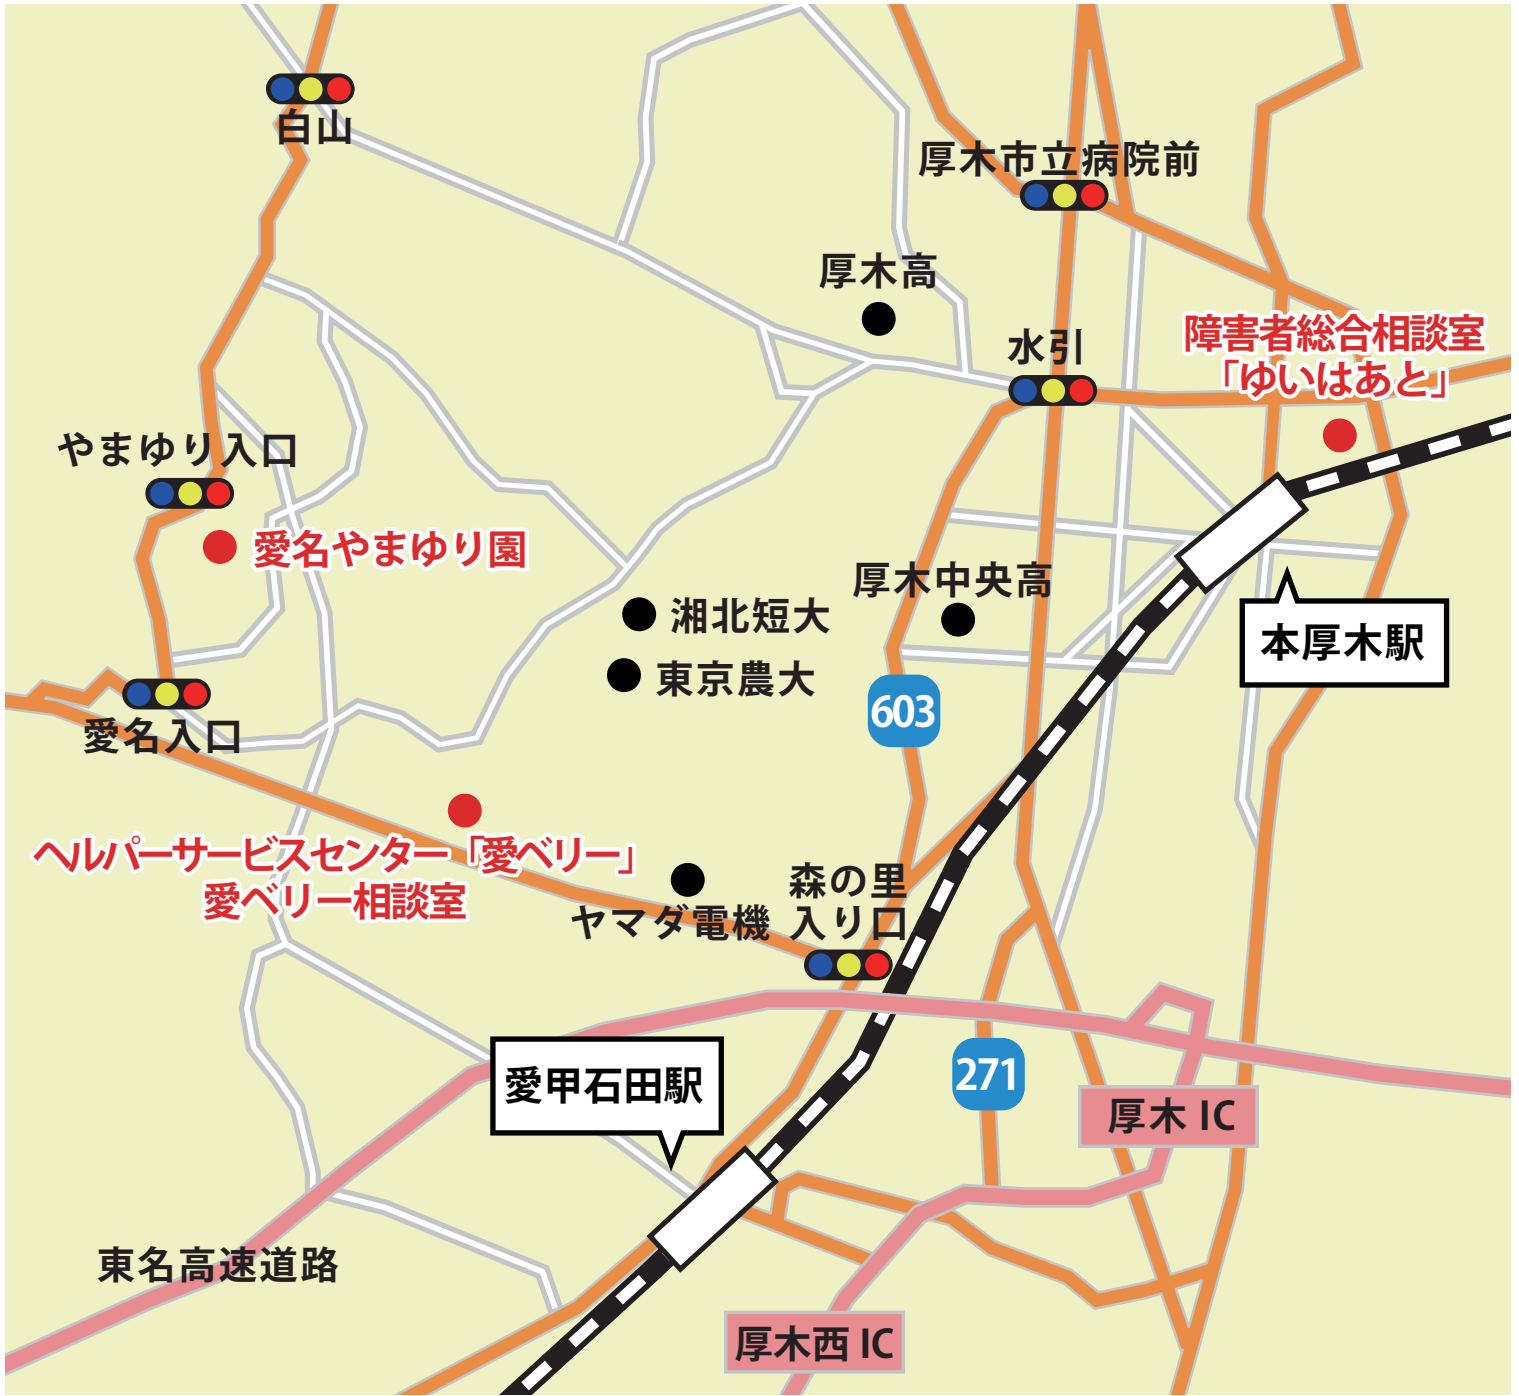 白山
厚木市立病院前
厚木高
障害者総合相談室
「ゆいはあと」
水引
やまゆり入口
愛名やまゆり園
厚木中央高
湘北短大
本厚木駅
東京農大
603
愛名入口
ヘルパーサービスセンター「愛ベリー」
愛ベリー相談室
森の里
入り口
ヤマダ電機
愛甲石田駅
271
厚木 IC
東名高速道路
厚木西 IC